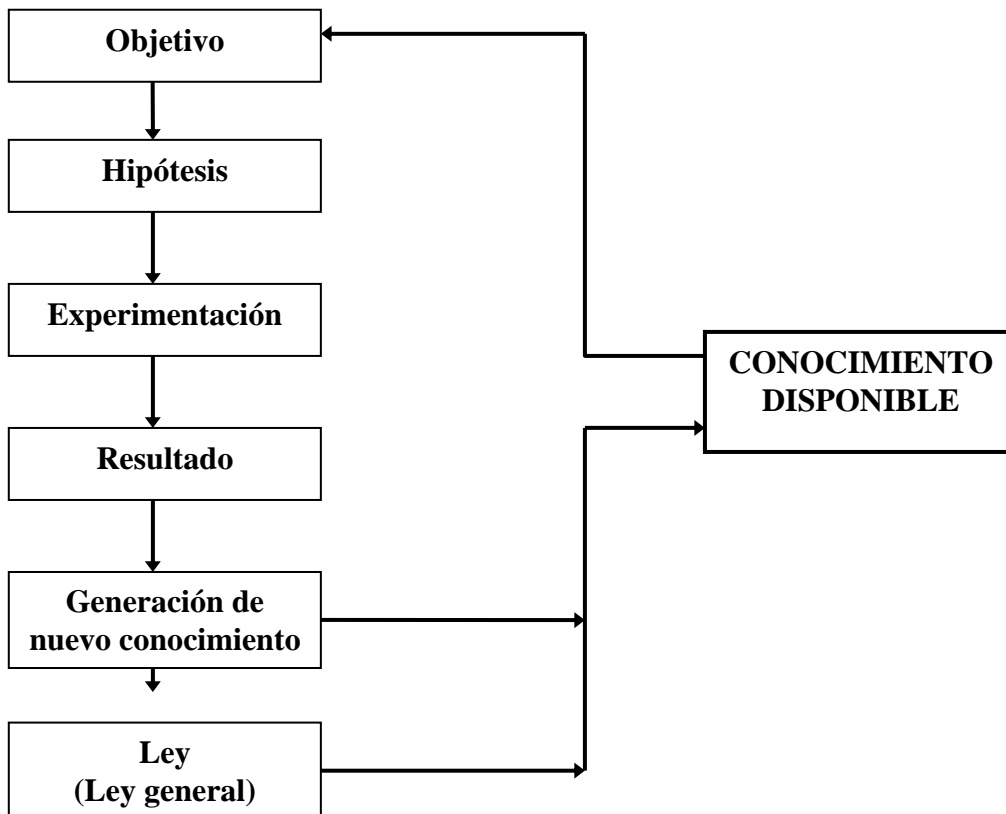 Objetivo
Hipótesis
Experimentación
Resultado
Generación de
nuevo conocimiento
Ley
(Ley general)
CONOCIMIENTO
DISPONIBLE